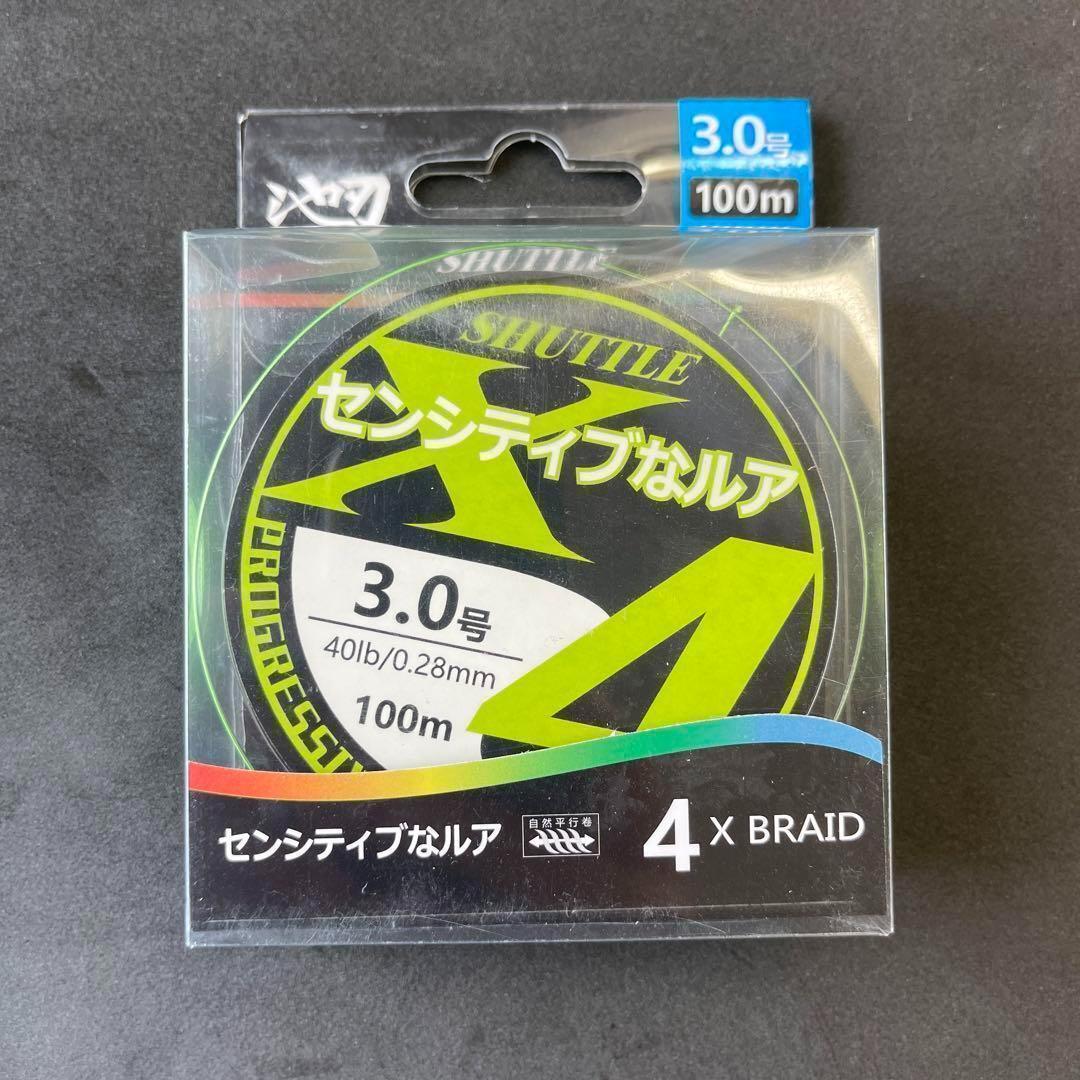 3.0号
100m
SHUTTLE
SHUTTLE
X
センシティブなルア
4
PROGRESSIV
3.0号
40lb/0.28mm
100m
センシティブなルア
自然平行巻
4 X BRAID